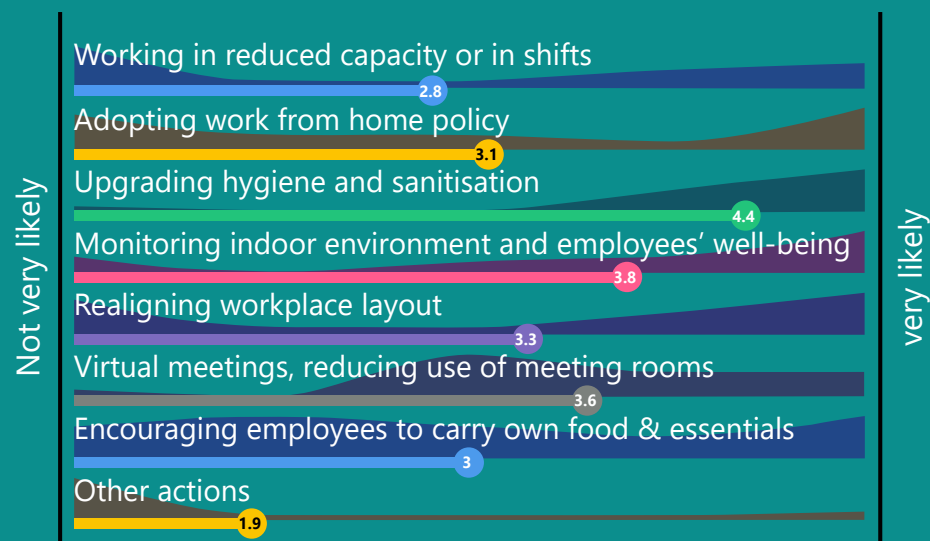 Working in reduced capacity or in shifts
2.8
Adopting work from home policy
3.1
Upgrading hygiene and sanitisation
4.4
Monitoring indoor environment and employees’ well-being
3.8
Realigning workplace layout
3.3
Virtual meetings, reducing use of meeting rooms
3.6
Encouraging employees to carry own food & essentials
3
Other actions
1.9
Not very likely
very likely